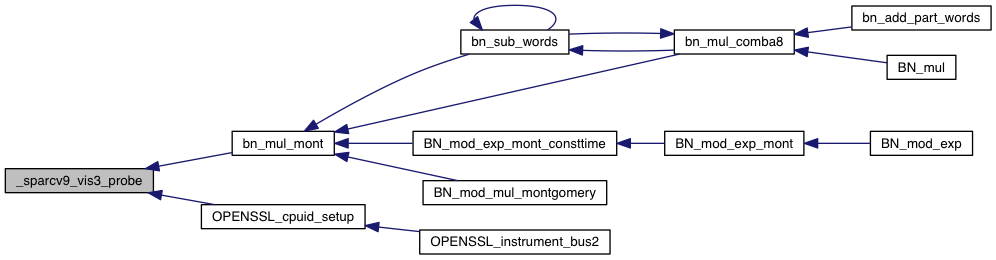 bn_add_part_words
bn_sub_words
bn_mul_comba8
BN_mul
bn_mul_mont
BN_mod_exp_mont_consttime
BN_mod_exp_mont
BN_mod_exp
_sparcv9_vis3_probe
BN_mod_mul_montgomery
OPENSSL_cpuid_setup
OPENSSL_instrument_bus2